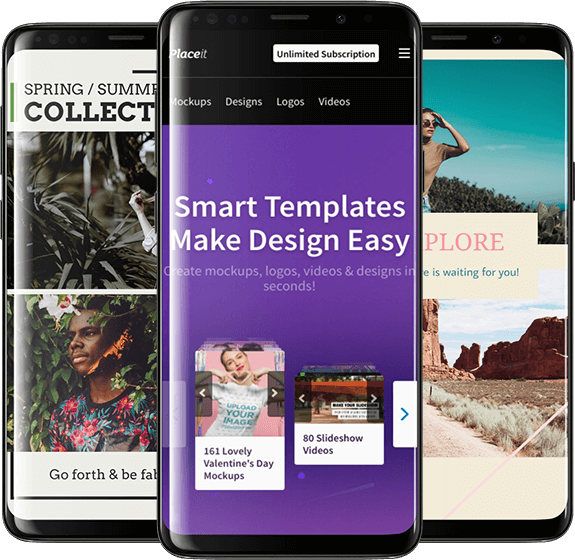 SPRING / SUMME
COLLECT
Go forth & be fab
Placeit
Unlimited Subscription
Mockups Designs Logos Videos
Smart Templates
Make Design Easy
Create mockups, logos, videos & designs in
seconds!
UPLOAD
YOUR
IMAGE
161 Lovely
Valentine's Day
Mockups
MAKE YOUR SLIDESHOW
80 Slideshow
Videos
PLORE
e is waiting for you!